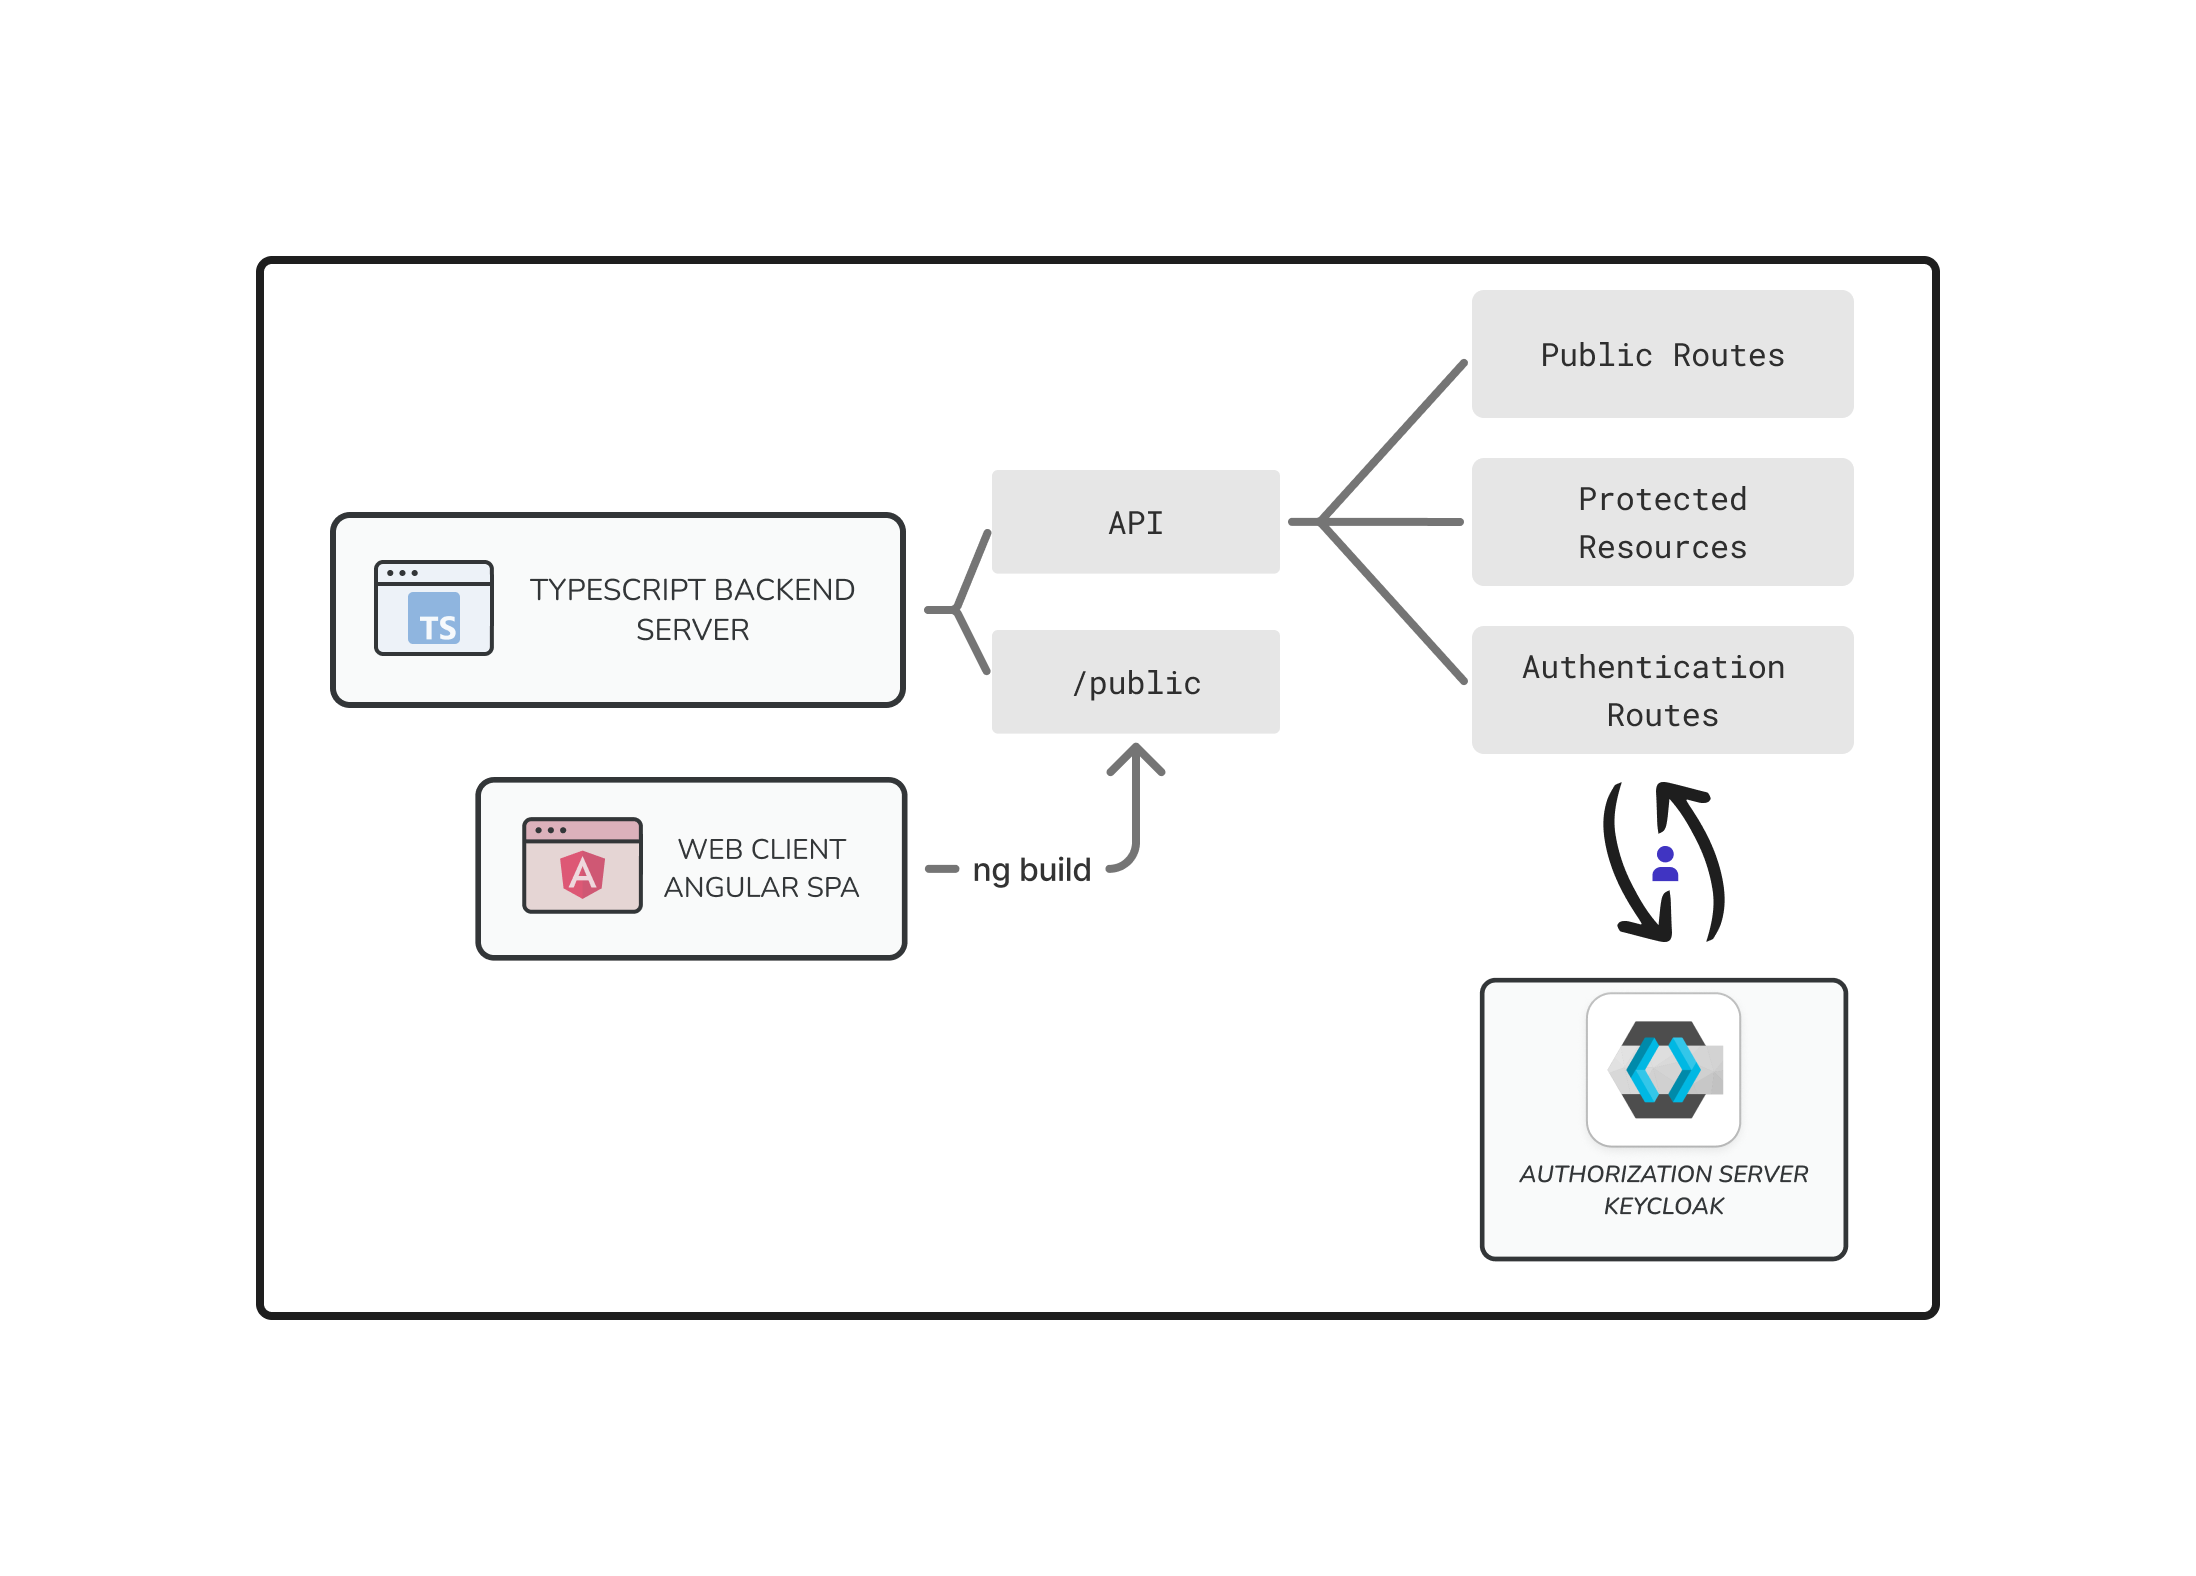 Public Routes
Protected
Resources
API
TYPESCRIPT BACKEND
SERVER
TS
/public
Authentication
Routes
WEB CLIENT
ANGULAR SPA
A
ng build
AUTHORIZATION SERVER
KEYCLOAK